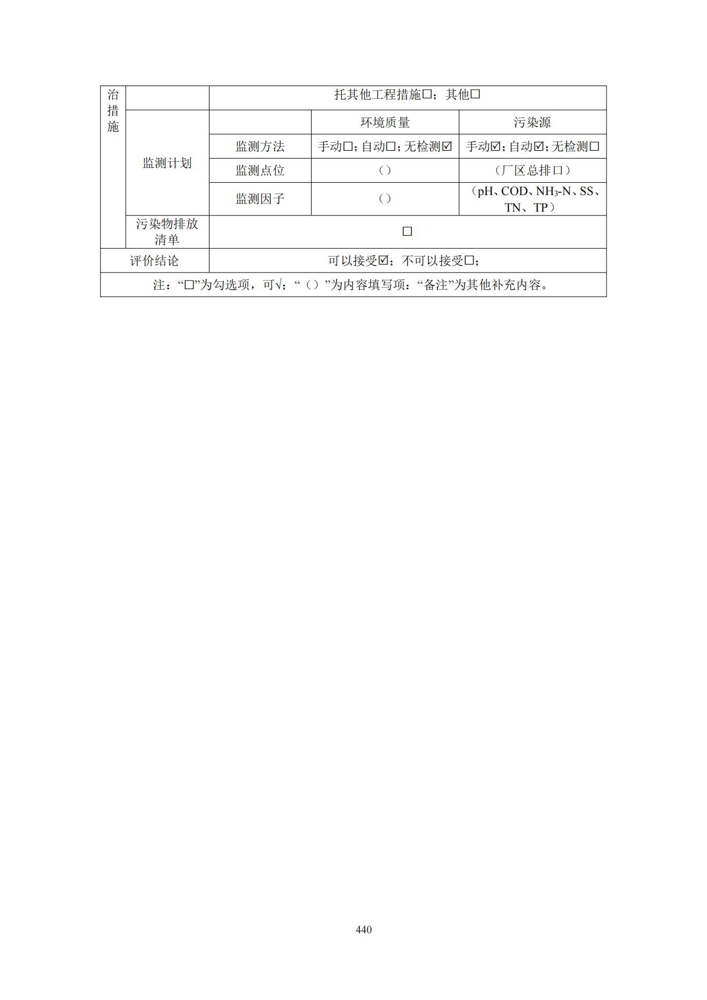 治
措
施
托其他工程措施☐；其他☐
监测计划
环境质量
污染源
监测方法
手动☐；自动☐；无检测☑
手动☑；自动☑；无检测☐
监测点位
（）
（厂区总排口）
监测因子
（）
（pH、COD、NH₃-N、SS、
TN、TP）
污染物排放
清单
☐
评价结论
可以接受☑；不可以接受☐；
注：“☐”为勾选项，可√；“（）”为内容填写项：“备注”为其他补充内容。
440